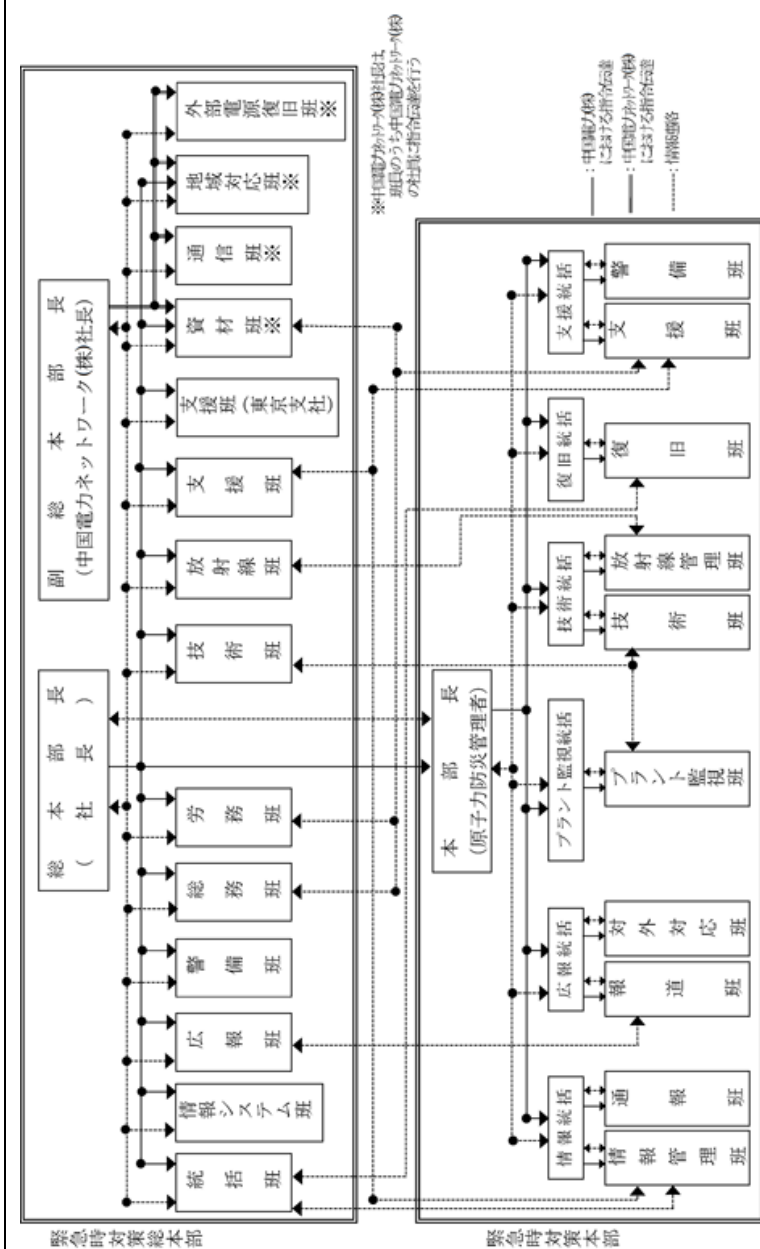 緊急時対策総本部
総本部長
(社長)
副総本部長
(中国電力ネットワーク(株)社長)
統括班
情報システム班
広報班
警備班
総務班
労務班
技術班
放射線班
支援班
支援班(東京支社)
資材班※
通信班※
地域対応班※
外部電源復旧班※
※中国電力ネットワーク(株)社長は、
班員のうち中国電力ネットワーク(株)
の社員に指令伝達を行う
緊急時対策本部
本部長
(原子力防災管理者)
情報統括
情報管理班
通報班
広報統括
報道班
対外対応班
プラント監視統括
プラント監視班
技術統括
技術班
放射線管理班
復旧統括
復旧班
支援統括
支援班
警備班
:中国電力(株)
における指令伝達
:中国電力ネットワーク(株)
における指令伝達
:情報連絡